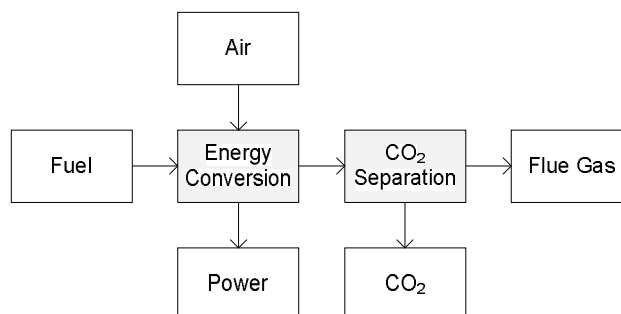 Air
Fuel
Energy
Conversion
CO₂
Separation
Flue Gas
Power
CO₂